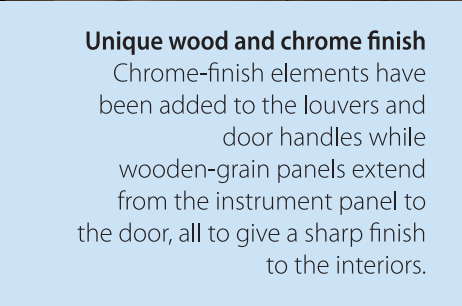 Unique wood and chrome finish
Chrome-finish elements have
been added to the louvers and
door handles while
wooden-grain panels extend
from the instrument panel to
the door, all to give a sharp finish
to the interiors.